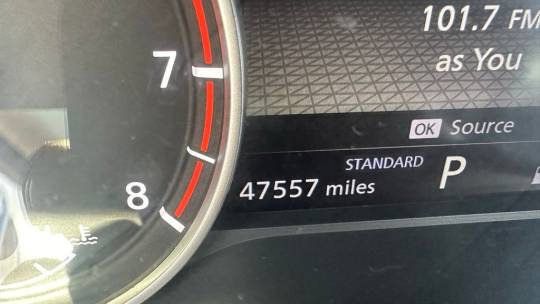 101.7 FM
as You
7
OK Source
STANDARD P
8
47557 miles